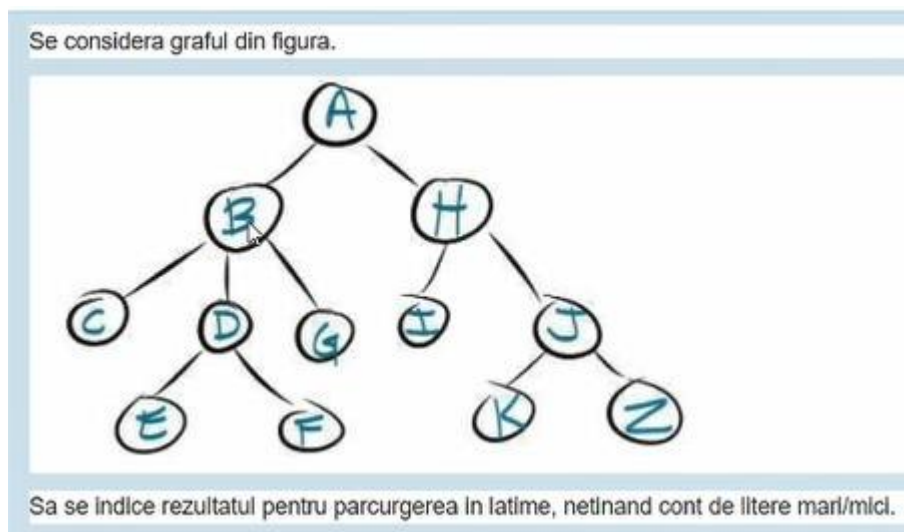 Se considera graful din figura.
A
B H
C D G I J
E F K Z
Sa se indice rezultatul pentru parcurgerea in latime, netinand cont de litere mari/mici.